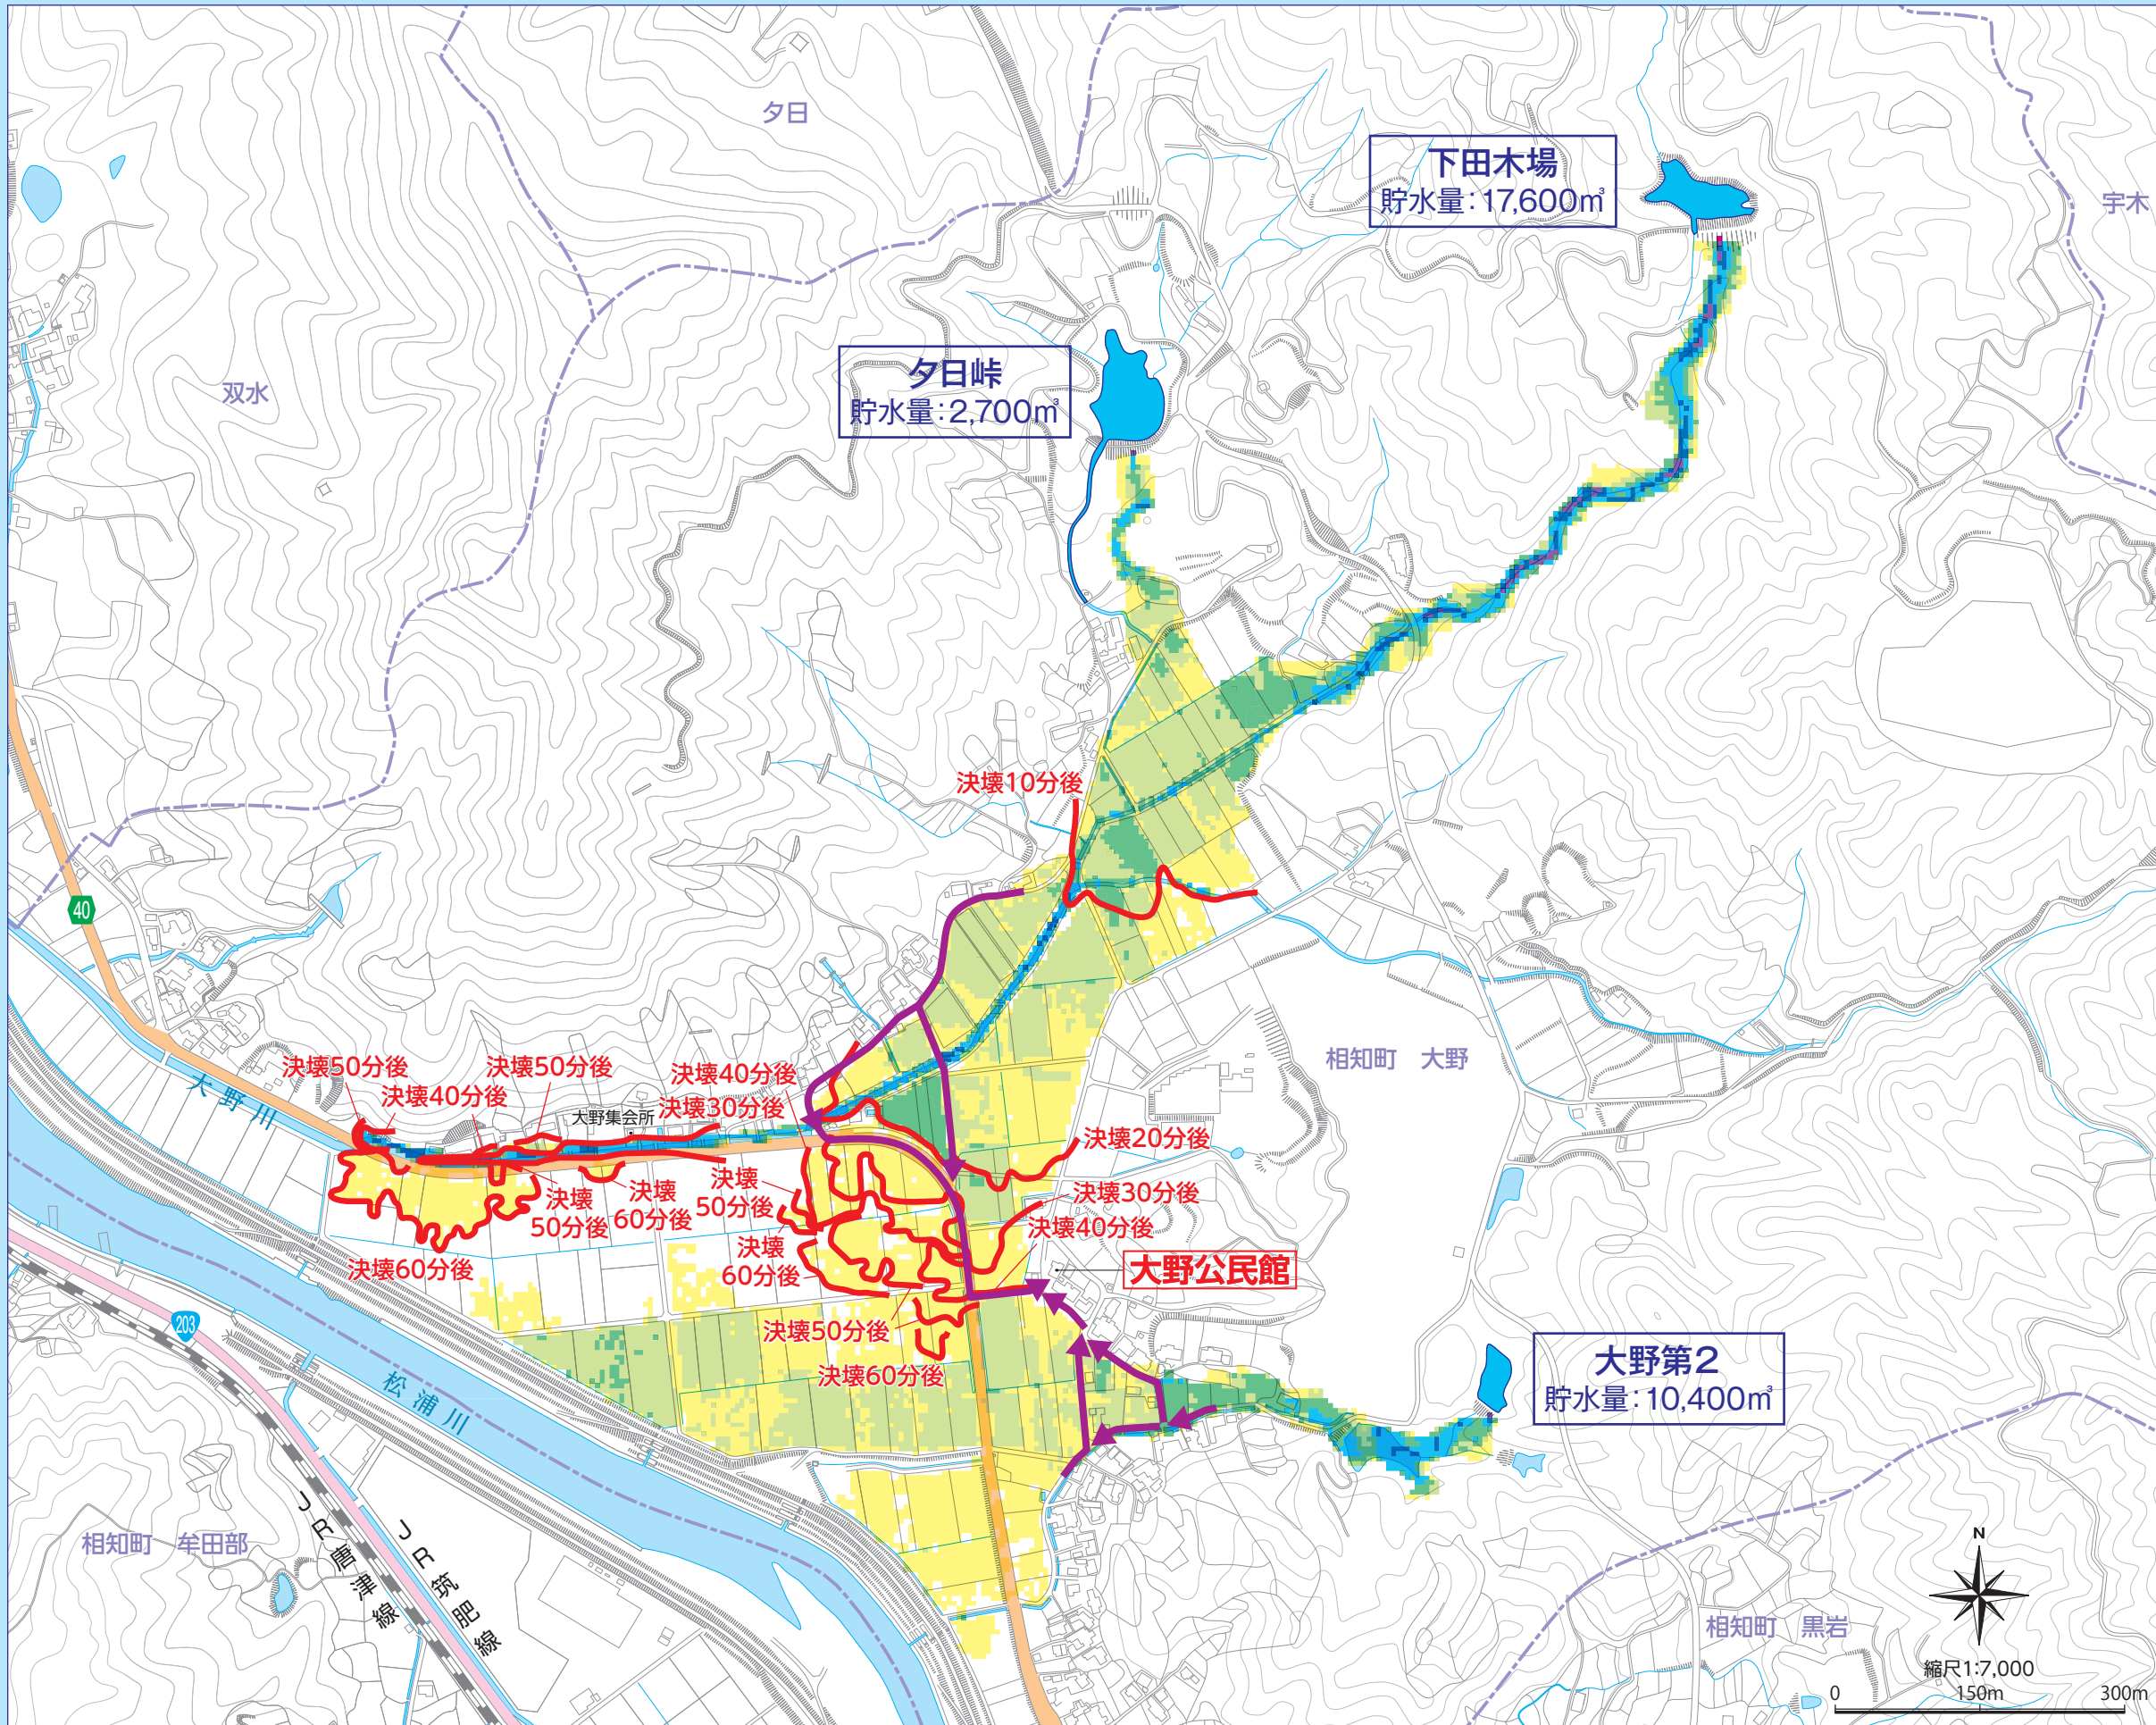 夕日
下田木場
貯水量：17,600㎥
宇木
夕日峠
貯水量：2,700㎥
双水
決壊10分後
40
相知町　大野
決壊50分後
決壊40分後
決壊50分後
大野集会所
決壊40分後
決壊30分後
大野川
決壊20分後
決壊
50分後
決壊
60分後
決壊
50分後
決壊30分後
決壊40分後
決壊
60分後
決壊60分後
大野公民館
203
決壊50分後
決壊60分後
大野第2
貯水量：10,400㎥
松浦川
相知町　牟田部
JR唐津線
JR筑肥線
N
相知町　黒岩
縮尺1:7,000
0
150m
300m